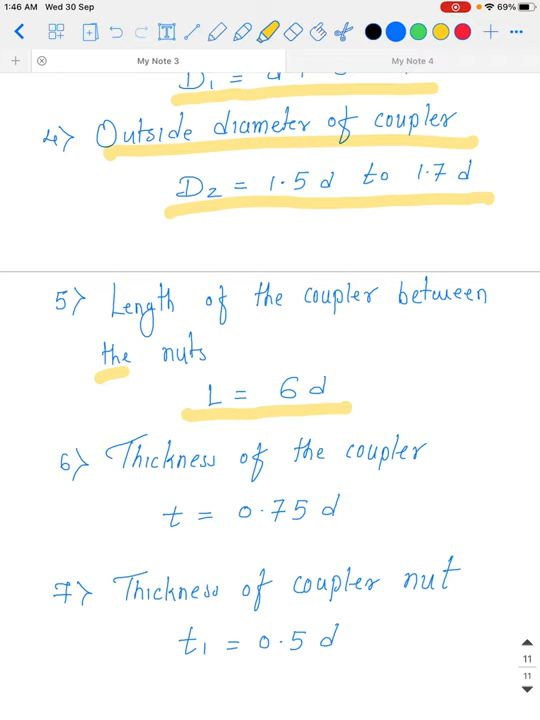 1:46 AM Wed 30 Sep
69%
My Note 3
My Note 4
D1 =
4> Outside diameter of coupler
D2 = 1.5 d to 1.7 d
5> Length of the coupler between
the nuts
L = 6 d
6> Thickness of the coupler
t = 0.75 d
7> Thickness of coupler nut
t1 = 0.5 d
11
11